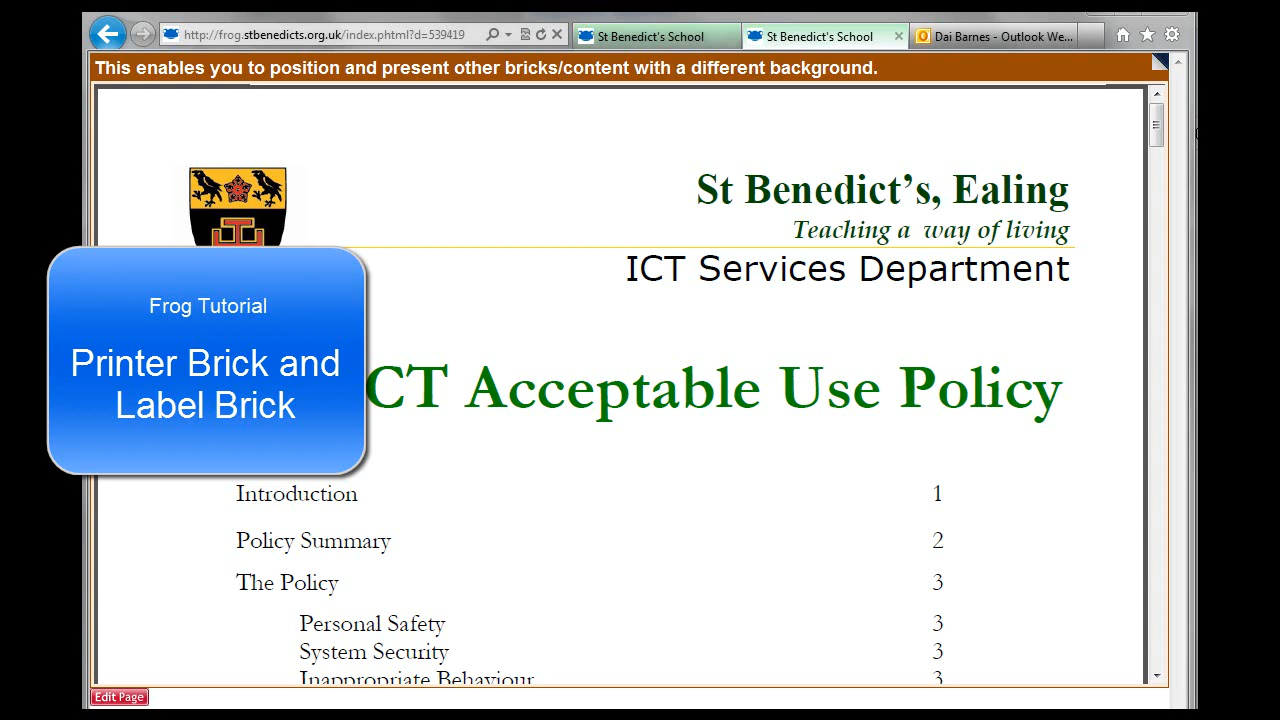 http://frog.stbenedicts.org.uk/index.phtml?d=539419
St Benedict's School
St Benedict's School
Dai Barnes - Outlook We...
This enables you to position and present other bricks/content with a different background.
St Benedict's, Ealing
Teaching a way of living
ICT Services Department
Frog Tutorial
Printer Brick and
Label Brick
CT Acceptable Use Policy
Introduction 1
Policy Summary 2
The Policy 3
Personal Safety 3
System Security 3
Inappropriate Behaviour 3
Edit Page